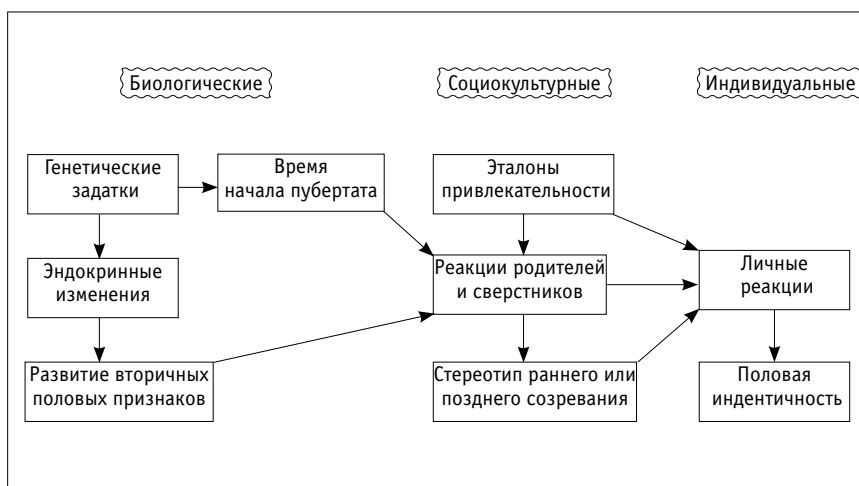 Биологические
Социокультурные
Индивидуальные
Генетические
задатки
Время
начала пубертата
Эталоны
привлекательности
Эндокринные
изменения
Реакции родителей
и сверстников
Личные
реакции
Развитие вторичных
половых признаков
Стереотип раннего или
позднего созревания
Половая
индентичность